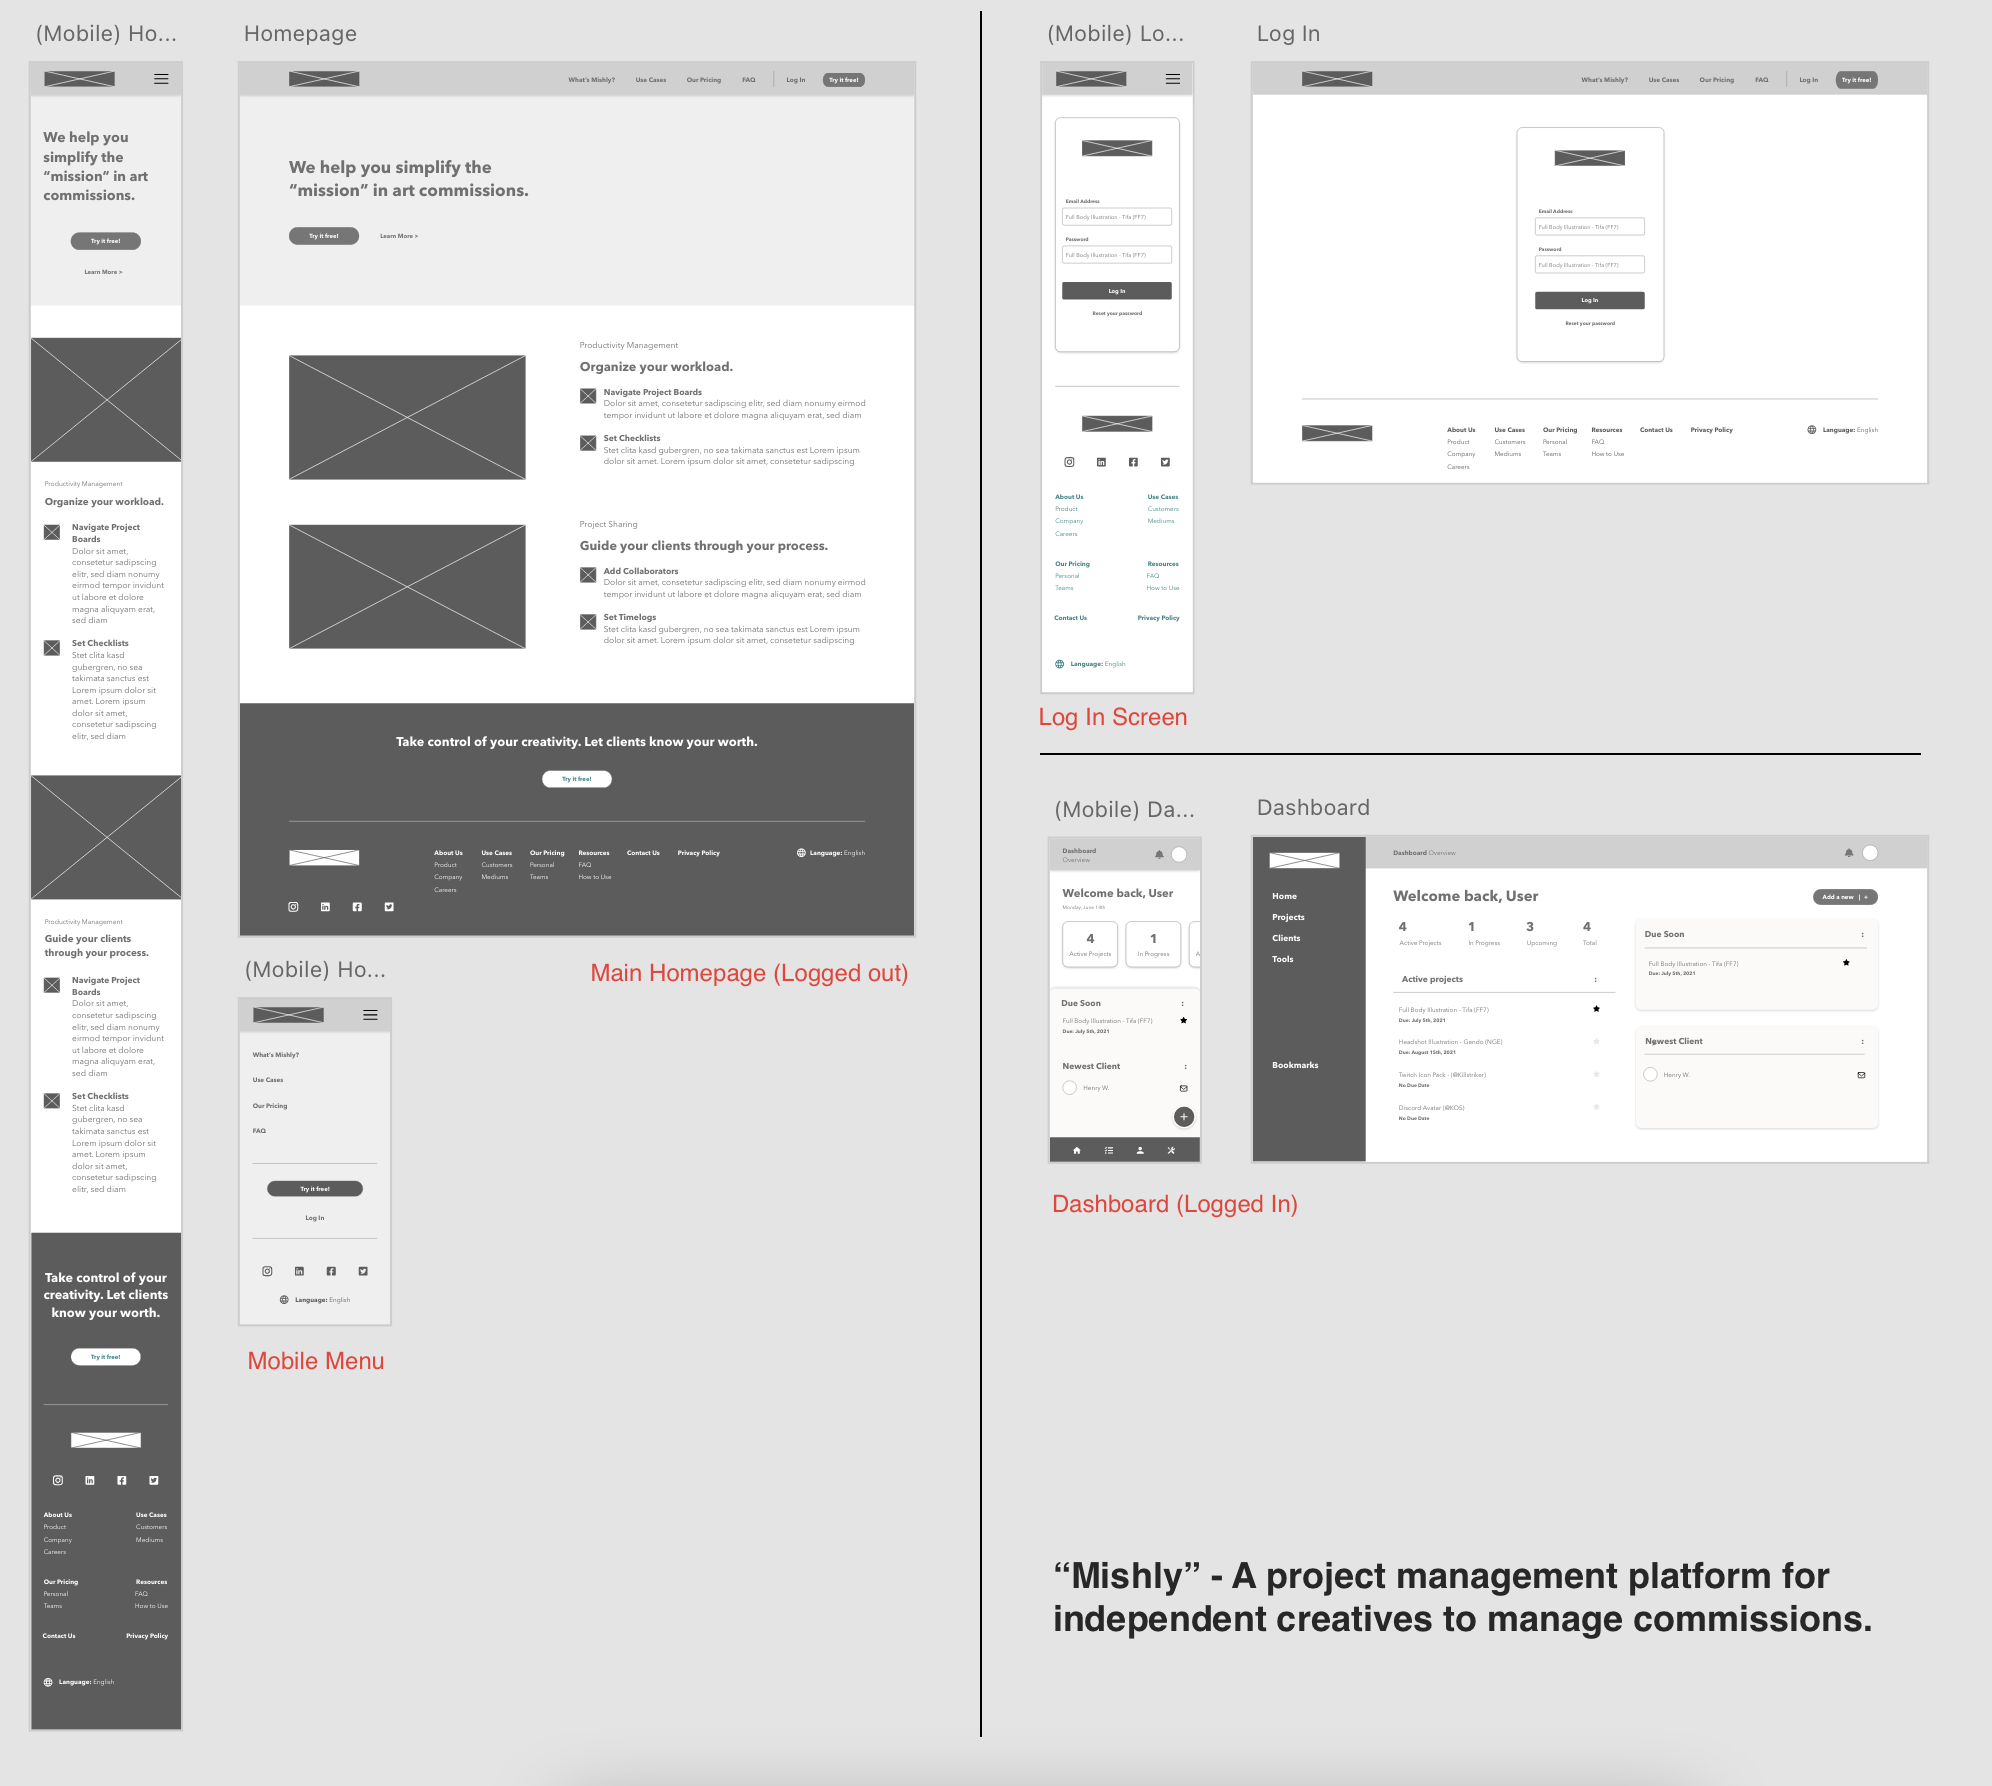 (Mobile) Ho...
We help you
simplify the
“mission” in art
commissions.
Try it free!
Learn More >
Productivity Management
Organize your workload.
Navigate Project
Boards
Dolor sit amet,
consetetur sadipscing
elitr, sed diam nonumy
eirmod tempor invidunt
ut labore et dolore
magna aliquyam erat,
sed diam
Set Checklists
Stet clita kasd
gubergren, no sea
takimata sanctus est
Lorem ipsum dolor sit
amet. Lorem ipsum
dolor sit amet,
consetetur sadipscing
elitr, sed diam
Productivity Management
Guide your clients
through your process.
Navigate Project
Boards
Dolor sit amet,
consetetur sadipscing
elitr, sed diam nonumy
eirmod tempor invidunt
ut labore et dolore
magna aliquyam erat,
sed diam
Set Checklists
Stet clita kasd
gubergren, no sea
takimata sanctus est
Lorem ipsum dolor sit
amet. Lorem ipsum
dolor sit amet,
consetetur sadipscing
elitr, sed diam
Take control of your
creativity. Let clients
know your worth.
Try it free!
About Us Use Cases
Product Customers
Company Mediums
Careers
Our Pricing Resources
Personal FAQ
Teams How to Use
Contact Us Privacy Policy
Language: English
Homepage
What's Mishly? Use Cases Our Pricing FAQ Log In Try it free!
We help you simplify the
“mission” in art commissions.
Try it free! Learn More >
Productivity Management
Organize your workload.
Navigate Project Boards
Dolor sit amet, consetetur sadipscing elitr, sed diam nonumy eirmod
tempor invidunt ut labore et dolore magna aliquyam erat, sed diam
Set Checklists
Stet clita kasd gubergren, no sea takimata sanctus est Lorem ipsum
dolor sit amet. Lorem ipsum dolor sit amet, consetetur sadipscing
Project Sharing
Guide your clients through your process.
Add Collaborators
Dolor sit amet, consetetur sadipscing elitr, sed diam nonumy eirmod
tempor invidunt ut labore et dolore magna aliquyam erat, sed diam
Set Timelogs
Stet clita kasd gubergren, no sea takimata sanctus est Lorem ipsum
dolor sit amet. Lorem ipsum dolor sit amet, consetetur sadipscing
Take control of your creativity. Let clients know your worth.
Try it free!
About Us Use Cases Our Pricing Resources Contact Us Privacy Policy Language: English
Product Customers Personal FAQ
Company Mediums Teams How to Use
Careers
Main Homepage (Logged out)
(Mobile) Ho...
What's Mishly?
Use Cases
Our Pricing
FAQ
Try it free!
Log In
Language: English
Mobile Menu
(Mobile) Lo...
Email Address
Full Body Illustration - Tifa (FF7)
Password
Full Body Illustration - Tifa (FF7)
Log In
Reset your password
About Us Use Cases
Product Customers
Company Mediums
Careers
Our Pricing Resources
Personal FAQ
Teams How to Use
Contact Us Privacy Policy
Language: English
Log In Screen
Log In
What's Mishly? Use Cases Our Pricing FAQ Log In Try it free!
Email Address
Full Body Illustration - Tifa (FF7)
Password
Full Body Illustration - Tifa (FF7)
Log In
Reset your password
About Us Use Cases Our Pricing Resources Contact Us Privacy Policy Language: English
Product Customers Personal FAQ
Company Mediums Teams How to Use
Careers
(Mobile) Da...
Dashboard
Overview
Welcome back, User
Monday, June 14th
4 1
Active Projects In Progress A
Due Soon
Full Body Illustration - Tifa (FF7)
Due: July 5th, 2021
Newest Client
Henry W.
Dashboard (Logged In)
Dashboard
Dashboard Overview
Home
Projects
Clients
Tools
Bookmarks
Welcome back, User
Add a new | +
4 1 3 4
Active Projects In Progress Upcoming Total
Active projects
Full Body Illustration - Tifa (FF7)
Due: July 5th, 2021
Headshot Illustration - Gendo (NGE)
Due: August 15th, 2021
Twitch Icon Pack - (@Killstriker)
No Due Date
Discord Avatar (@KOS)
No Due Date
Due Soon
Full Body Illustration - Tifa (FF7)
Due: July 5th, 2021
Newest Client
Henry W.
“Mishly” - A project management platform for
independent creatives to manage commissions.